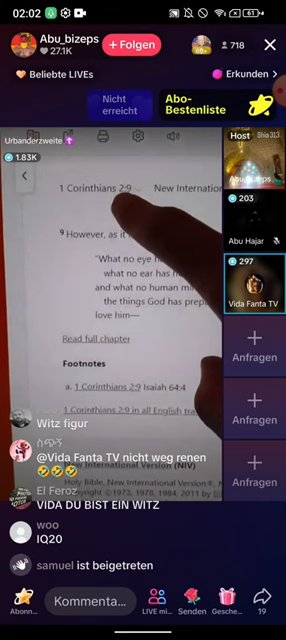 02:02
61
Abu_bizeps
27.1K
+ Folgen
718
Beliebte LIVEs
Erkunden >
Nicht erreicht
Abo-Bestenliste
Urbanderzweite
1.83K
Host Shia313
203
Abu Hajar
297
Vida Fanta TV
1 Corinthians 2:9
New Internation
9 However, as it
"What no eye
what no ear has
and what no human mi
the things God has prep
love him—
Read full chapter
Footnotes
a. 1 Corinthians 2:9 Isaiah 64:4
1 Corinthians 2:9 in all English tra
New International Version (NIV)
Holy Bible, New International Version
1973, 1978, 1984, 2011 by
+
Anfragen
+
Anfragen
+
Anfragen
Witz figur
@Vida Fanta TV nicht weg renen
🤣🤣🤣
El Feroz
VIDA DU BIST EIN WITZ
woo
IQ20
samuel ist beigetreten
Abonn...
Kommenta...
LIVE mi...
Senden
Gesche...
19